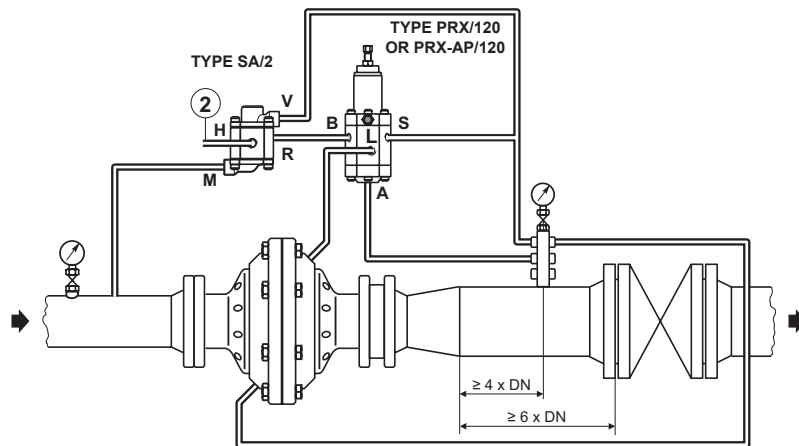 TYPE PRX/120
OR PRX-AP/120
TYPE SA/2
2
V
H
B
S
L
R
M
A
≥ 4 x DN
≥ 6 x DN